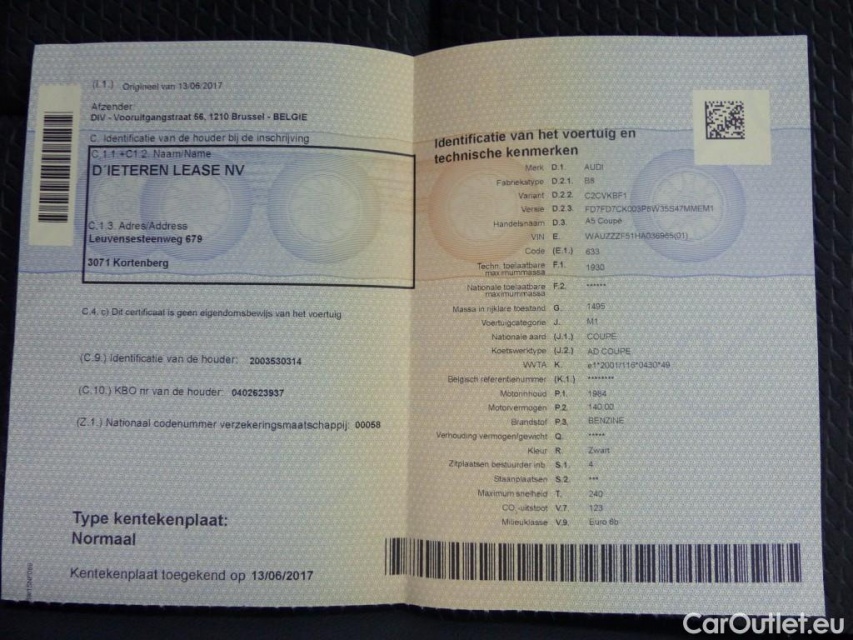 (I.1.) Origineel van 13/06/2017
Afzender:
DIV - Vooruitgangstraat 56, 1210 Brussel - BELGIE
C. Identificatie van de houder bij de inschrijving
C.1.1.+C1.2. Naam/Name
D'IETEREN LEASE NV
C.1.3. Adres/Address
Leuvensesteenweg 679
3071 Kortenberg
C.4. c) Dit certificaat is geen eigendomsbewijs van het voertuig
(C.9.) Identificatie van de houder: 2003530314
(C.10.) KBO nr van de houder: 0402623937
(Z.1.) Nationaal codenummer verzekeringsmaatschappij: 00058
Type kentekenplaat:
Normaal
Kentekenplaat toegekend op 13/06/2017
Identificatie van het voertuig en
technische kenmerken
Merk D.1. AUDI
Fabriekstype D.2.1. B8
Variant D.2.2. C2CVKBF1
Versie D.2.3.
Handelsnaam D.3. A5 Coupé
VIN E.
Code (E.1.) 633
Techn. toelaatbare maximummassa F.1. 1930
Nationale toelaatbare maximummassa F.2. ******
Massa in rijklare toestand G. 1495
Voertuigcategorie J. M1
Nationale aard (J.1.) COUPE
Koetswerktype (J.2.) AD COUPE
WVTA K. e1*2001/116*0430*49
Belgisch referentienummer (K.1.) ********
Motorinhoud P.1. 1984
Motorvermogen P.2. 140.00
Brandstof P.3. BENZINE
Verhouding vermogen/gewicht Q. *****
Kleur R. Zwart
Zitplaatsen bestuurder inb. S.1. 4
Staanplaatsen S.2. ***
Maximum snelheid T. 240
CO₂-uitstoot V.7. 123
Milieuklasse V.9. Euro 6b
CarOutlet.eu